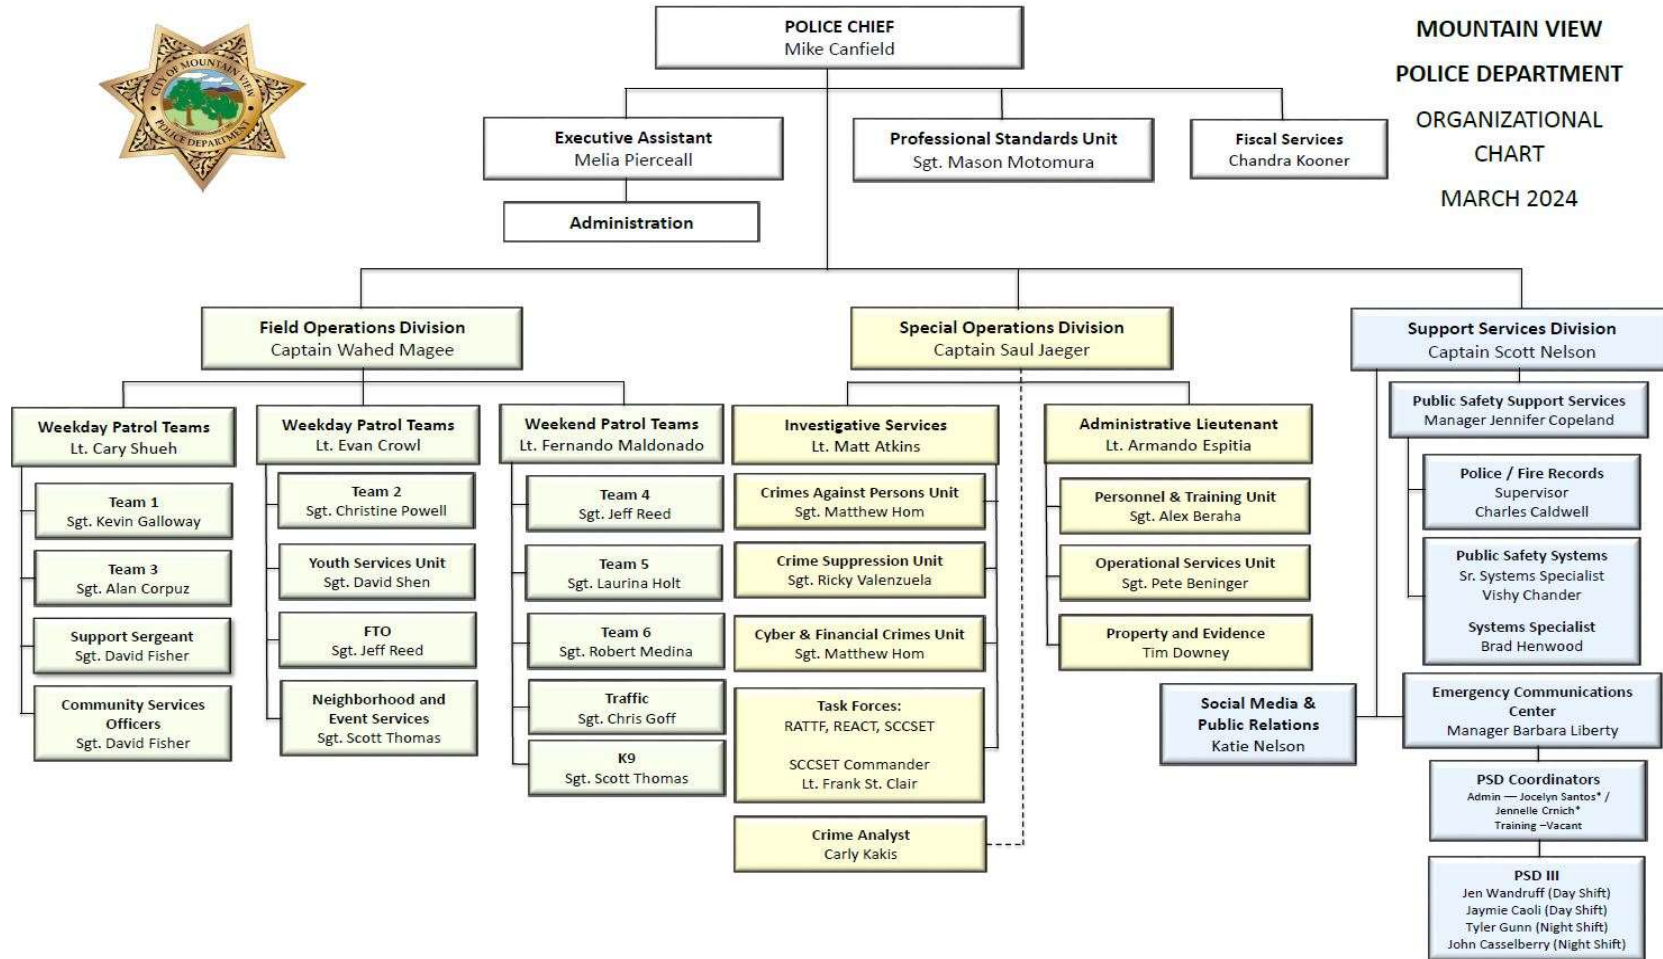 POLICE CHIEF
Mike Canfield
MOUNTAIN VIEW
POLICE DEPARTMENT
ORGANIZATIONAL
CHART
MARCH 2024
CITY OF MOUNTAIN VIEW
POLICE DEPARTMENT
Executive Assistant
Melia Pierceall
Administration
Professional Standards Unit
Sgt. Mason Motomura
Fiscal Services
Chandra Kooner
Field Operations Division
Captain Wahed Magee
Weekday Patrol Teams
Lt. Cary Shueh
Team 1
Sgt. Kevin Galloway
Team 3
Sgt. Alan Corpuz
Support Sergeant
Sgt. David Fisher
Community Services
Officers
Sgt. David Fisher
Weekday Patrol Teams
Lt. Evan Crowl
Team 2
Sgt. Christine Powell
Youth Services Unit
Sgt. David Shen
FTO
Sgt. Jeff Reed
Neighborhood and
Event Services
Sgt. Scott Thomas
Weekend Patrol Teams
Lt. Fernando Maldonado
Team 4
Sgt. Jeff Reed
Team 5
Sgt. Laurina Holt
Team 6
Sgt. Robert Medina
Traffic
Sgt. Chris Goff
K9
Sgt. Scott Thomas
Special Operations Division
Captain Saul Jaeger
Investigative Services
Lt. Matt Atkins
Crimes Against Persons Unit
Sgt. Matthew Hom
Crime Suppression Unit
Sgt. Ricky Valenzuela
Cyber & Financial Crimes Unit
Sgt. Matthew Hom
Task Forces:
RATTF, REACT, SCCSET
SCCSET Commander
Lt. Frank St. Clair
Crime Analyst
Carly Kakis
Administrative Lieutenant
Lt. Armando Espitia
Personnel & Training Unit
Sgt. Alex Beraha
Operational Services Unit
Sgt. Pete Beninger
Property and Evidence
Tim Downey
Support Services Division
Captain Scott Nelson
Public Safety Support Services
Manager Jennifer Copeland
Police / Fire Records
Supervisor
Charles Caldwell
Public Safety Systems
Sr. Systems Specialist
Vishy Chander
Systems Specialist
Brad Henwood
Social Media &
Public Relations
Katie Nelson
Emergency Communications
Center
Manager Barbara Liberty
PSD Coordinators
Admin — Jocelyn Santos* /
Jennelle Crnich*
Training –Vacant
PSD III
Jen Wandruff (Day Shift)
Jaymie Caoli (Day Shift)
Tyler Gunn (Night Shift)
John Casselberry (Night Shift)